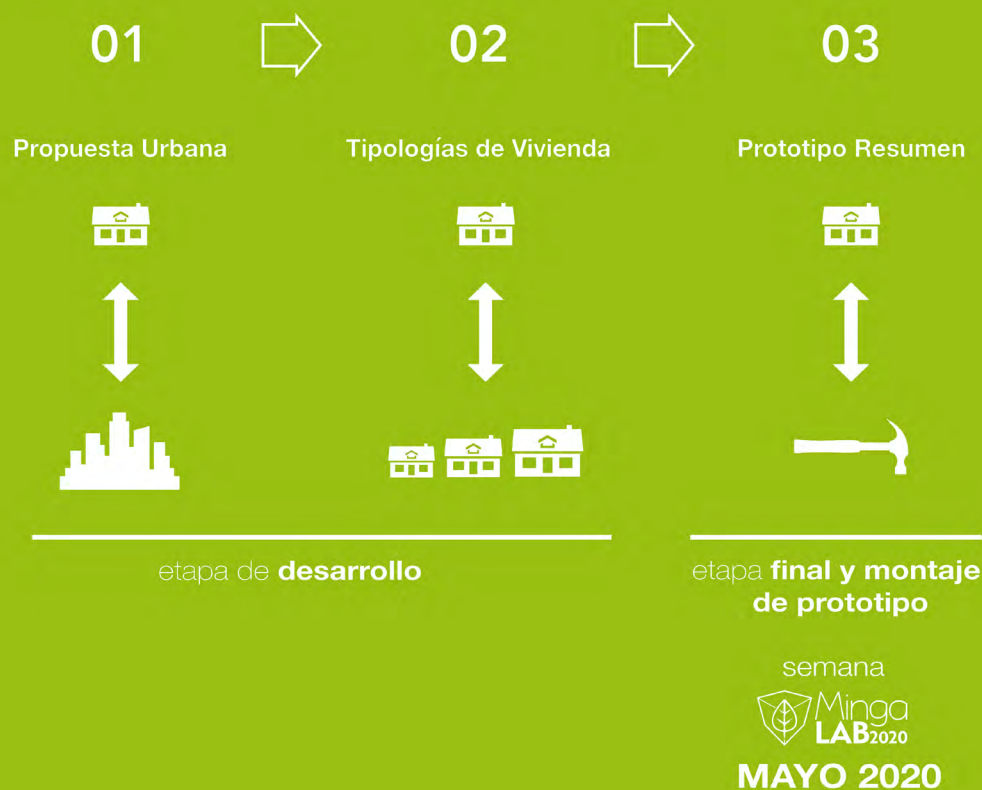 01
02
03
Propuesta Urbana
Tipologías de Vivienda
Prototipo Resumen
etapa de desarrollo
etapa final y montaje
de prototipo
semana
Minga
LAB2020
MAYO 2020